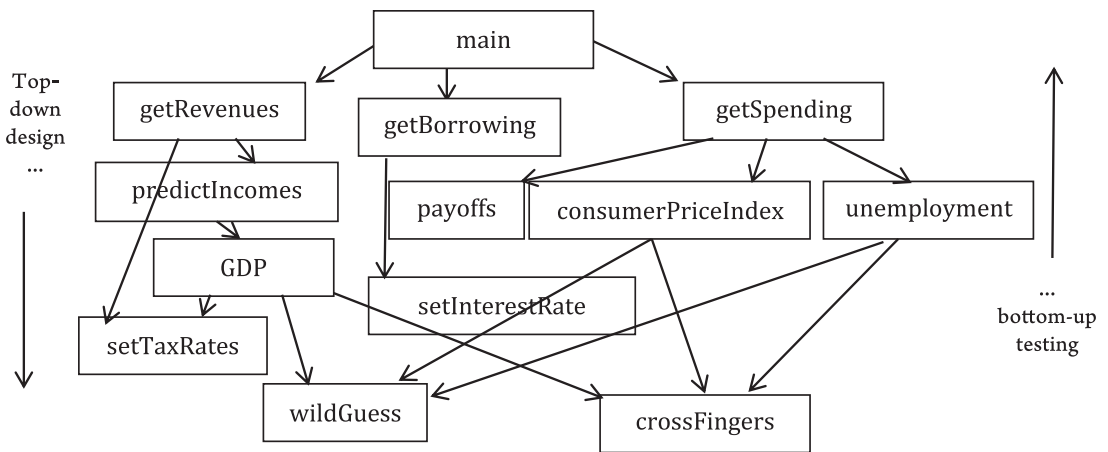 main
Top-
down
design
...
getRevenues
getBorrowing
getSpending
predictIncomes
payoffs
consumerPriceIndex
unemployment
GDP
setInterestRate
setTaxRates
...
bottom-up
testing
wildGuess
crossFingers